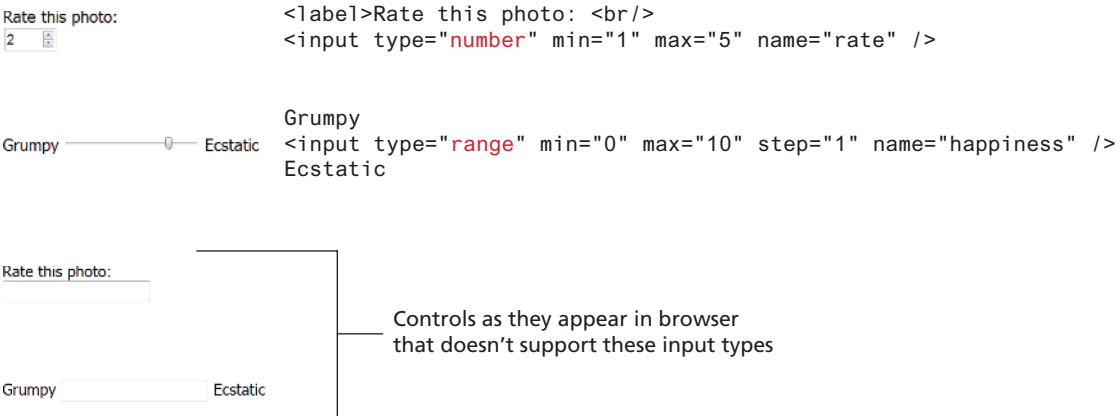 Rate this photo:
2
<label>Rate this photo: <br/>
<input type="number" min="1" max="5" name="rate" />
Grumpy Ecstatic
Grumpy
<input type="range" min="0" max="10" step="1" name="happiness" />
Ecstatic
Rate this photo:
Controls as they appear in browser
that doesn't support these input types
Grumpy Ecstatic